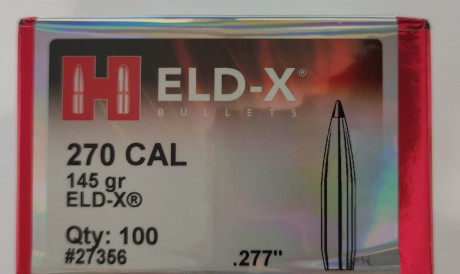 H ELD-X®
BULLETS
270 CAL
145 gr
ELD-X®
Qty: 100
#27356
.277"